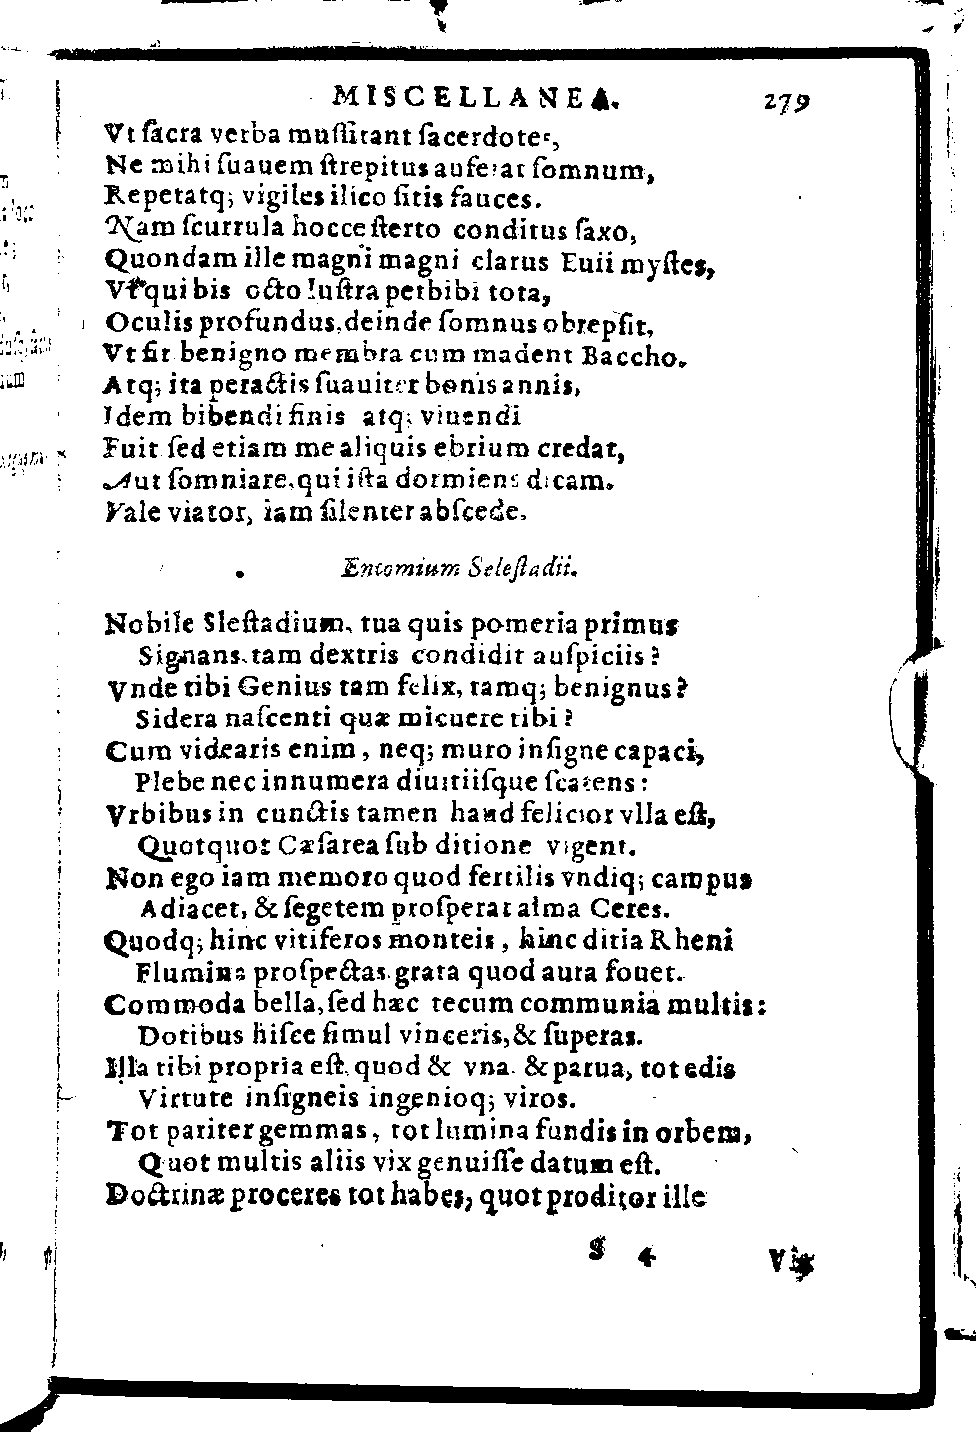 MISCELLANEA. 279
Vt ſacra verba muſſitant ſacerdotes,
Ne mihi ſuauem ſtrepitus auferat ſomnum,
Repetatq; vigiles ilico ſitis fauces.
Nam ſcurrula hocce ſterto conditus ſaxo,
Quondam ille magni magni clarus Euii myſtes,
Vt qui bis octo luſtra perbibi tota,
Oculis profundus, deinde ſomnus obrepſit,
Vt fit benigno membra cum madent Baccho.
Atq; ita peractis ſuauiter bonis annis,
Idem bibendi finis atq; viuendi
Fuit ſed etiam me aliquis ebrium credat,
Aut ſomniare, qui iſta dormiens dicam.
Vale viator, iam ſilenter abſcede.
Encomium Seleſtadii.
Nobile Sleſtadium, tua quis pomeria primus
Signans, tam dextris condidit auſpiciis?
Vnde tibi Genius tam felix, tamq; benignus?
Sidera naſcenti quæ micuere tibi?
Cum videaris enim, neq; muro inſigne capaci,
Plebe nec innumera diuitiiſque ſcatens:
Vrbibus in cunctis tamen haud felicior vlla eſt,
Quotquot Cæſarea ſub ditione vigent.
Non ego iam memoro quod fertilis vndiq; campus
Adiacet, & ſegetem proſperat alma Ceres.
Quodq; hinc vitiferos monteis, hinc ditia Rheni
Flumina proſpectas, grata quod aura fouet.
Commoda bella, ſed hæc tecum communia multis:
Dotibus hiſce ſimul vinceris, & ſuperas.
Illa tibi propria eſt, quod & vna & parua, tot edis
Virtute inſigneis ingenioq; viros.
Tot pariter gemmas, tot lumina fundis in orbem,
Quot multis aliis vix genuiſſe datum eſt.
Doctrinæ proceres tot habes, quot proditor ille
S 4 Vix